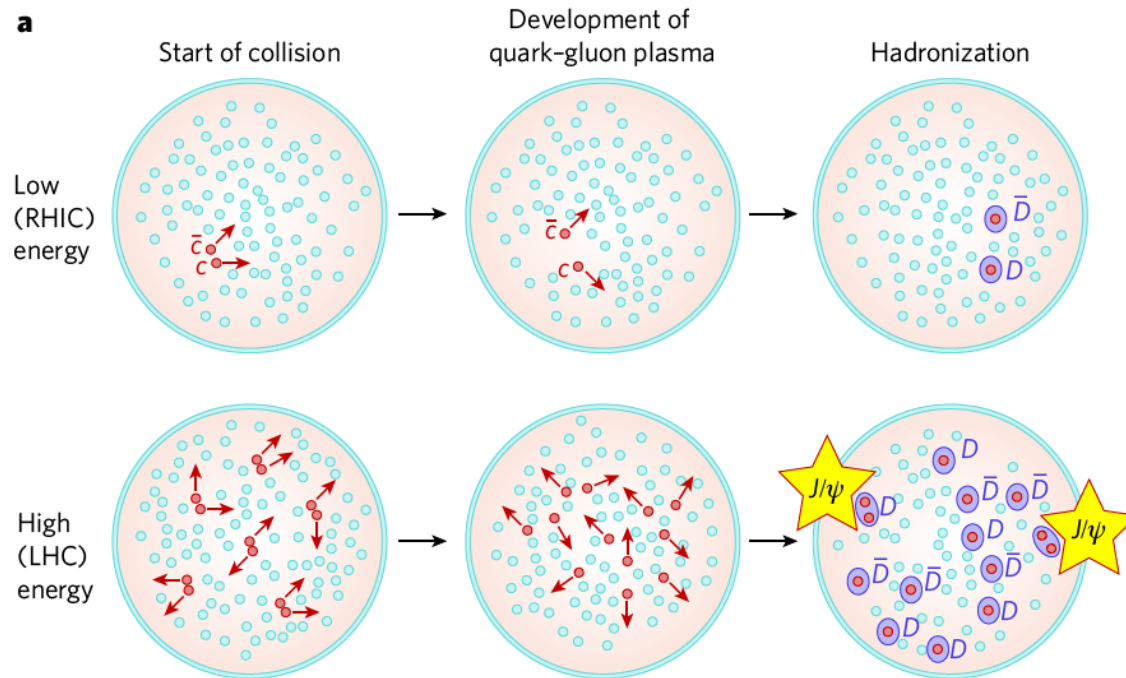 a
Start of collision
Development of
quark–gluon plasma
Hadronization
Low
(RHIC)
energy
c̄
c
c̄
c
D̄
D
High
(LHC)
energy
J/ψ
D
D
D̄
D̄
J/ψ
D
D̄
D̄
D̄
D
D
D